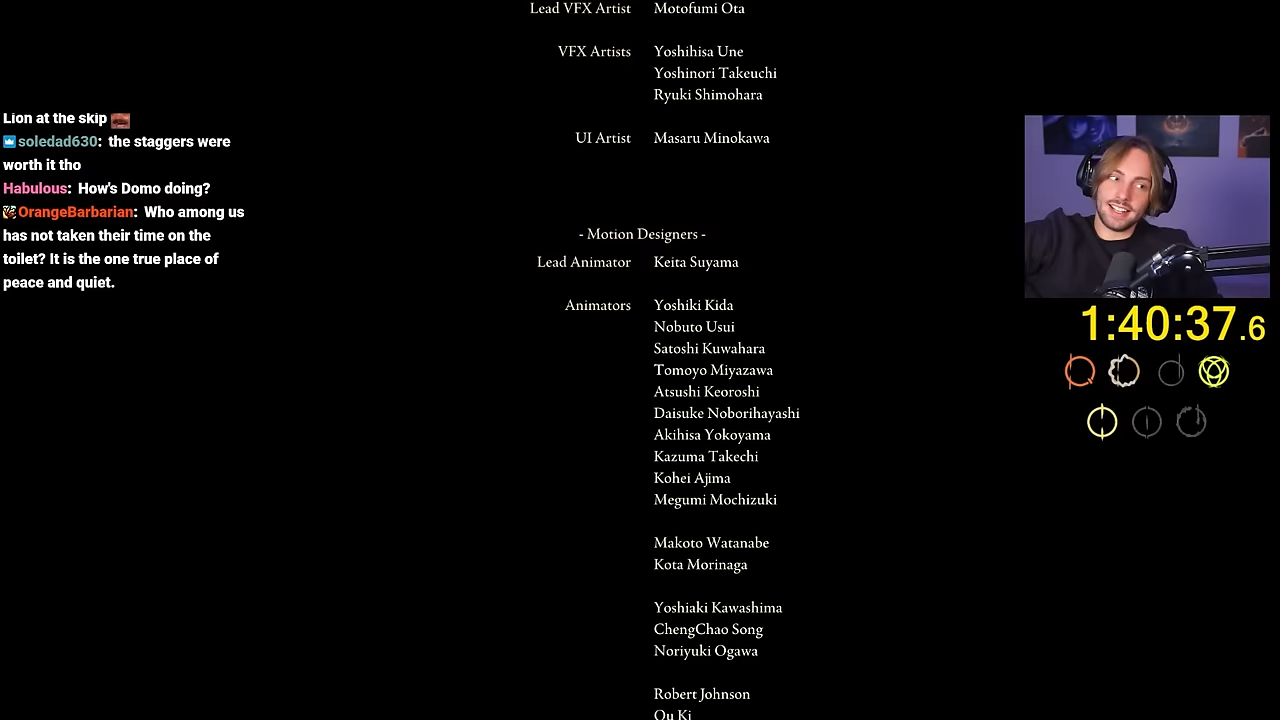 Lead VFX Artist Motofumi Ota
VFX Artists Yoshihisa Une
Yoshinori Takeuchi
Ryuki Shimohara
UI Artist Masaru Minokawa
- Motion Designers -
Lead Animator Keita Suyama
Animators Yoshiki Kida
Nobuto Usui
Satoshi Kuwahara
Tomoyo Miyazawa
Atsushi Keoroshi
Daisuke Noborihayashi
Akihisa Yokoyama
Kazuma Takechi
Kohei Ajima
Megumi Mochizuki
Makoto Watanabe
Kota Morinaga
Yoshiaki Kawashima
ChengChao Song
Noriyuki Ogawa
Robert Johnson
Ou Ki
Lion at the skip
soledad630: the staggers were
worth it tho
Habulous: How's Domo doing?
OrangeBarbarian: Who among us
has not taken their time on the
toilet? It is the one true place of
peace and quiet.
1:40:37.6